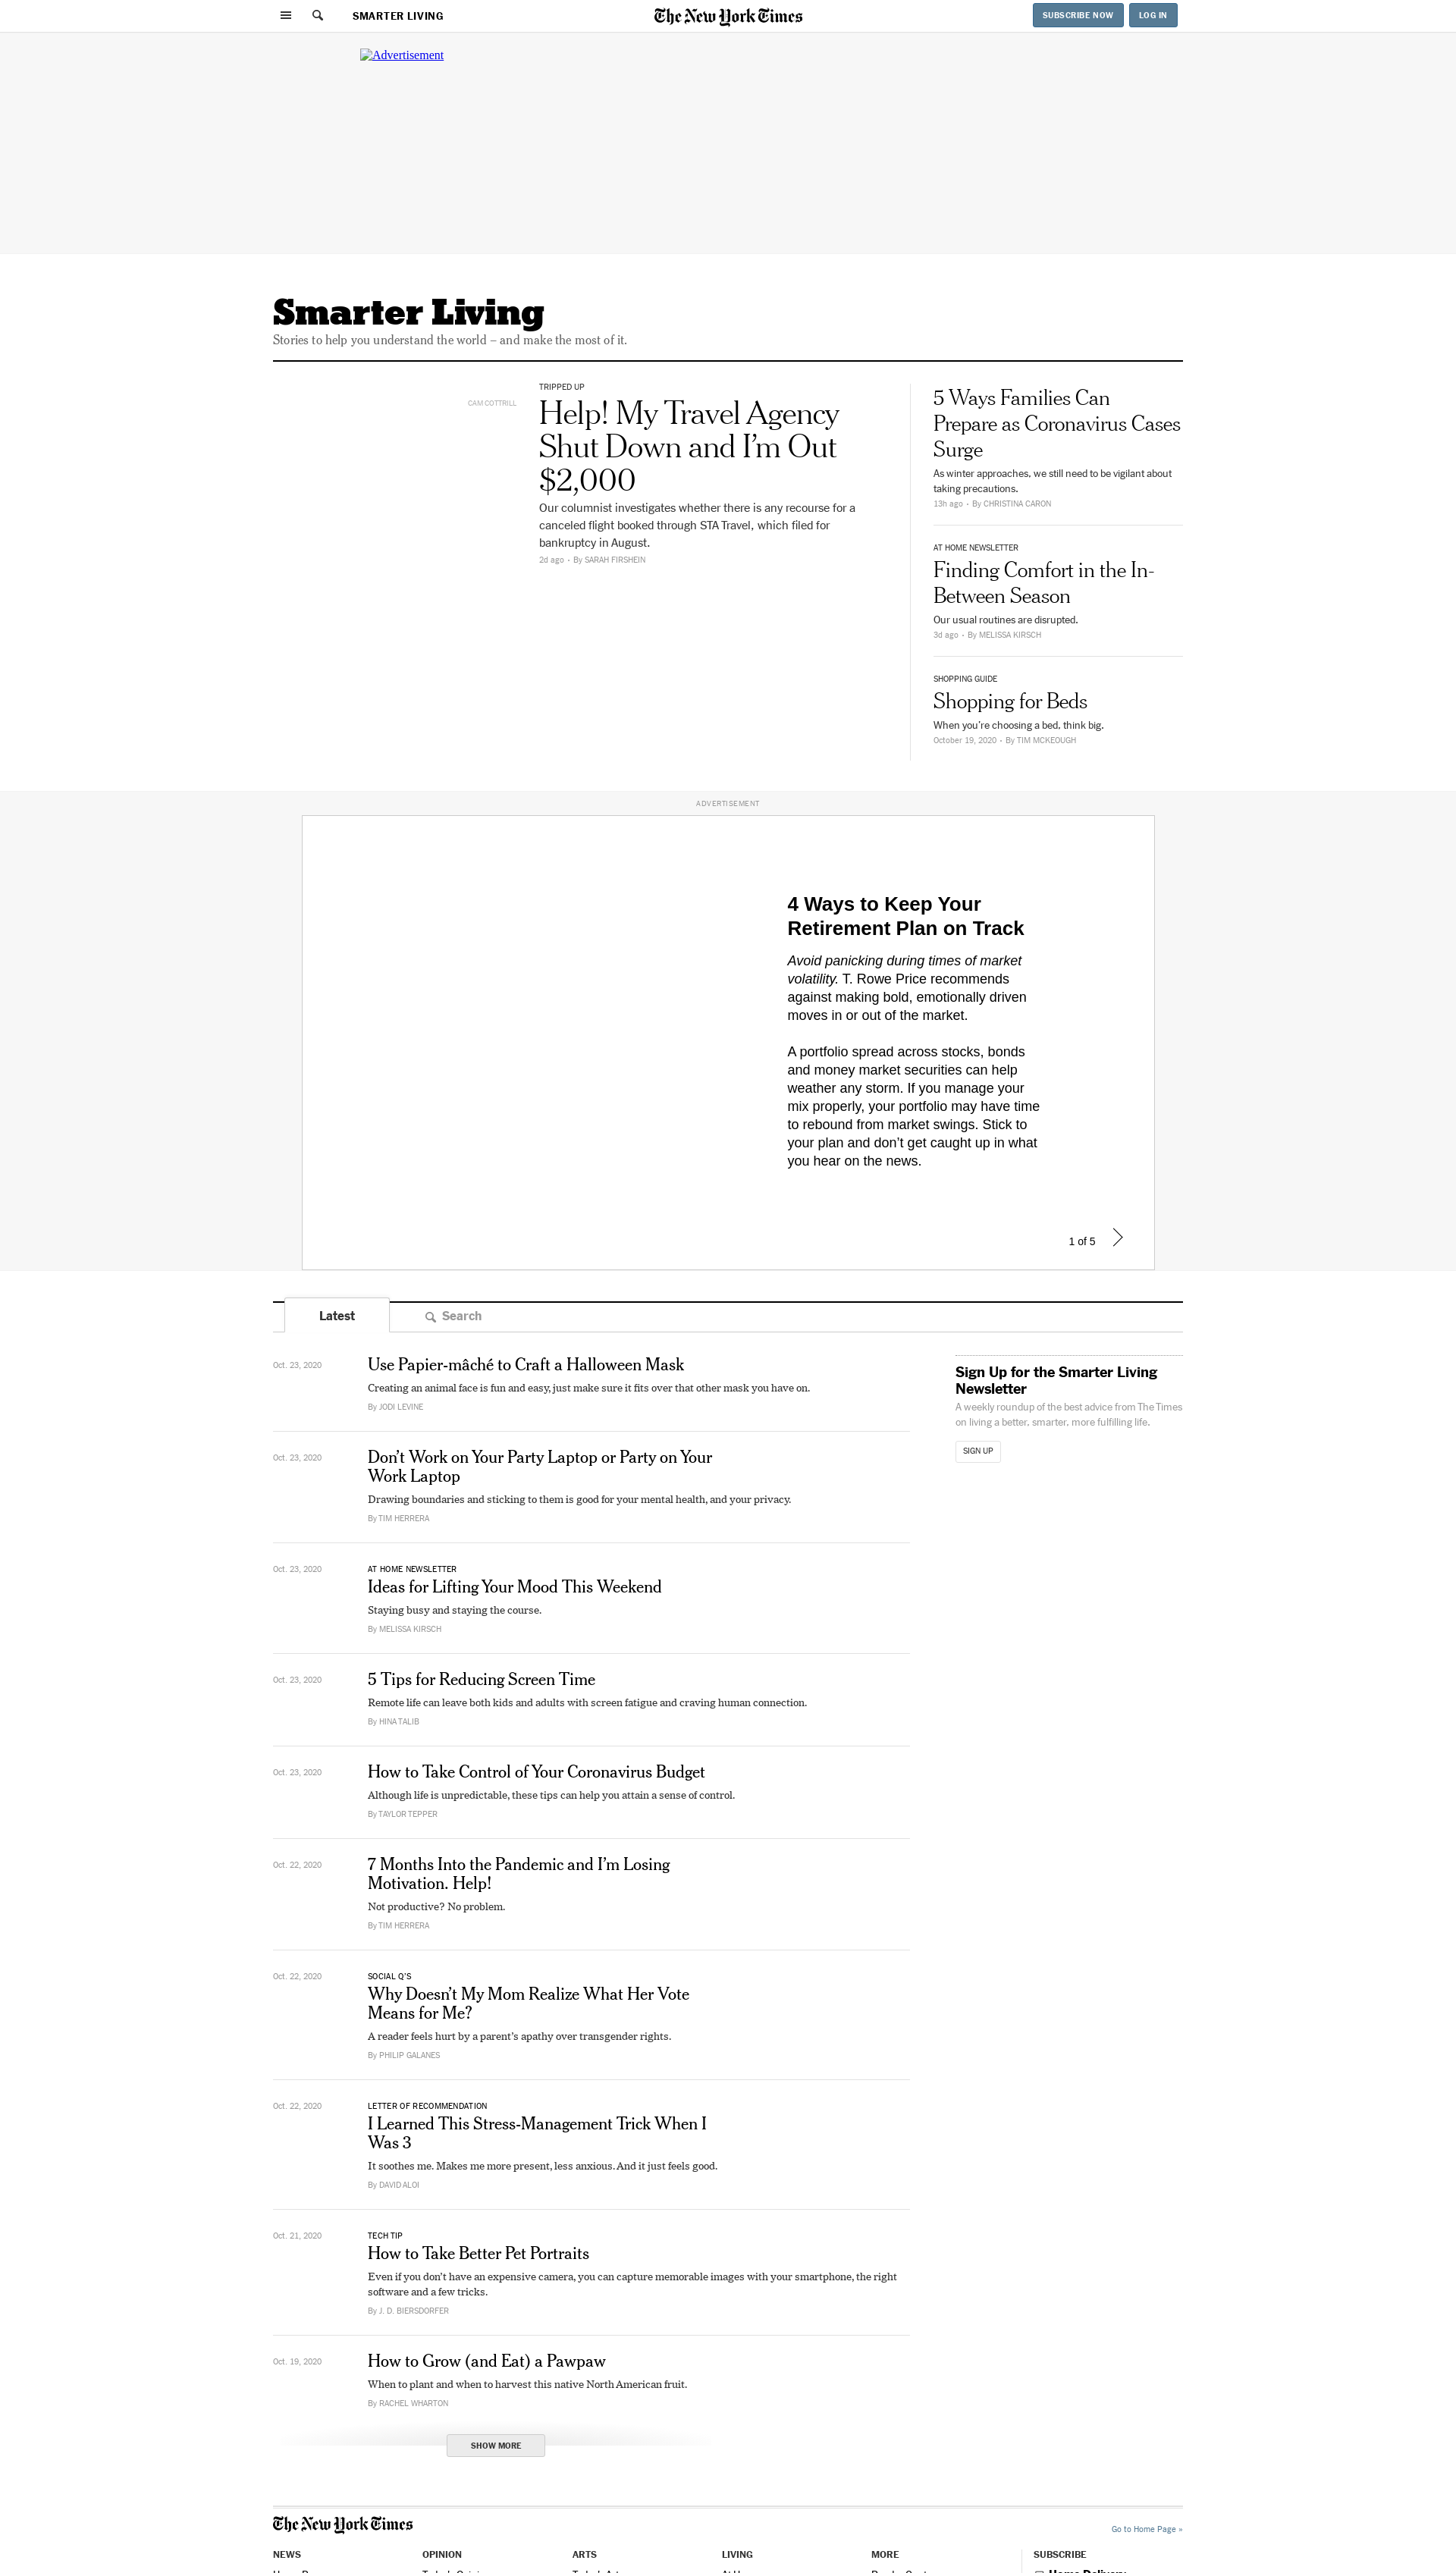 SMARTER LIVING
The New York Times
SUBSCRIBE NOW
LOG IN
Advertisement
Smarter Living
Stories to help you understand the world – and make the most of it.
CAM COTTRILL
TRIPPED UP
Help! My Travel Agency
Shut Down and I’m Out
$2,000
Our columnist investigates whether there is any recourse for a
canceled flight booked through STA Travel, which filed for
bankruptcy in August.
2d ago • By SARAH FIRSHEIN
5 Ways Families Can
Prepare as Coronavirus Cases
Surge
As winter approaches, we still need to be vigilant about
taking precautions.
13h ago • By CHRISTINA CARON
AT HOME NEWSLETTER
Finding Comfort in the In-
Between Season
Our usual routines are disrupted.
3d ago • By MELISSA KIRSCH
SHOPPING GUIDE
Shopping for Beds
When you’re choosing a bed, think big.
October 19, 2020 • By TIM MCKEOUGH
ADVERTISEMENT
4 Ways to Keep Your
Retirement Plan on Track
Avoid panicking during times of market
volatility. T. Rowe Price recommends
against making bold, emotionally driven
moves in or out of the market.
A portfolio spread across stocks, bonds
and money market securities can help
weather any storm. If you manage your
mix properly, your portfolio may have time
to rebound from market swings. Stick to
your plan and don’t get caught up in what
you hear on the news.
1 of 5
Latest
Search
Oct. 23, 2020
Use Papier-mâché to Craft a Halloween Mask
Creating an animal face is fun and easy, just make sure it fits over that other mask you have on.
By JODI LEVINE
Oct. 23, 2020
Don’t Work on Your Party Laptop or Party on Your
Work Laptop
Drawing boundaries and sticking to them is good for your mental health, and your privacy.
By TIM HERRERA
Oct. 23, 2020
AT HOME NEWSLETTER
Ideas for Lifting Your Mood This Weekend
Staying busy and staying the course.
By MELISSA KIRSCH
Oct. 23, 2020
5 Tips for Reducing Screen Time
Remote life can leave both kids and adults with screen fatigue and craving human connection.
By HINA TALIB
Oct. 23, 2020
How to Take Control of Your Coronavirus Budget
Although life is unpredictable, these tips can help you attain a sense of control.
By TAYLOR TEPPER
Oct. 22, 2020
7 Months Into the Pandemic and I’m Losing
Motivation. Help!
Not productive? No problem.
By TIM HERRERA
Oct. 22, 2020
SOCIAL Q’S
Why Doesn’t My Mom Realize What Her Vote
Means for Me?
A reader feels hurt by a parent’s apathy over transgender rights.
By PHILIP GALANES
Oct. 22, 2020
LETTER OF RECOMMENDATION
I Learned This Stress-Management Trick When I
Was 3
It soothes me. Makes me more present, less anxious. And it just feels good.
By DAVID ALOI
Oct. 21, 2020
TECH TIP
How to Take Better Pet Portraits
Even if you don’t have an expensive camera, you can capture memorable images with your smartphone, the right
software and a few tricks.
By J. D. BIERSDORFER
Oct. 19, 2020
How to Grow (and Eat) a Pawpaw
When to plant and when to harvest this native North American fruit.
By RACHEL WHARTON
SHOW MORE
Sign Up for the Smarter Living
Newsletter
A weekly roundup of the best advice from The Times
on living a better, smarter, more fulfilling life.
SIGN UP
The New York Times
Go to Home Page »
NEWS
OPINION
ARTS
LIVING
MORE
SUBSCRIBE
Home Delivery